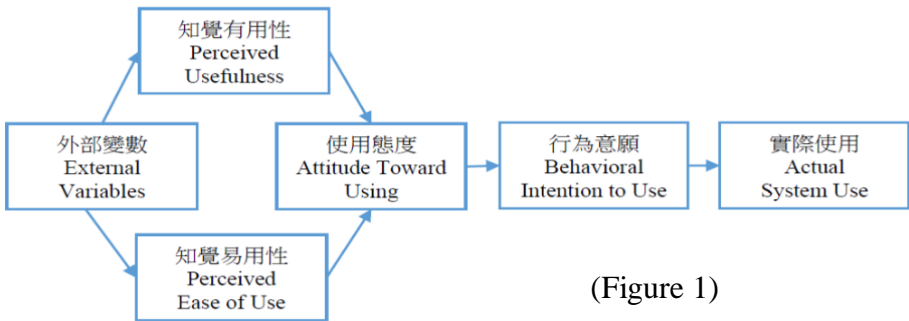 知覺有用性
Perceived
Usefulness
外部變數
External
Variables
使用態度
Attitude Toward
Using
行為意願
Behavioral
Intention to Use
實際使用
Actual
System Use
知覺易用性
Perceived
Ease of Use
(Figure 1)